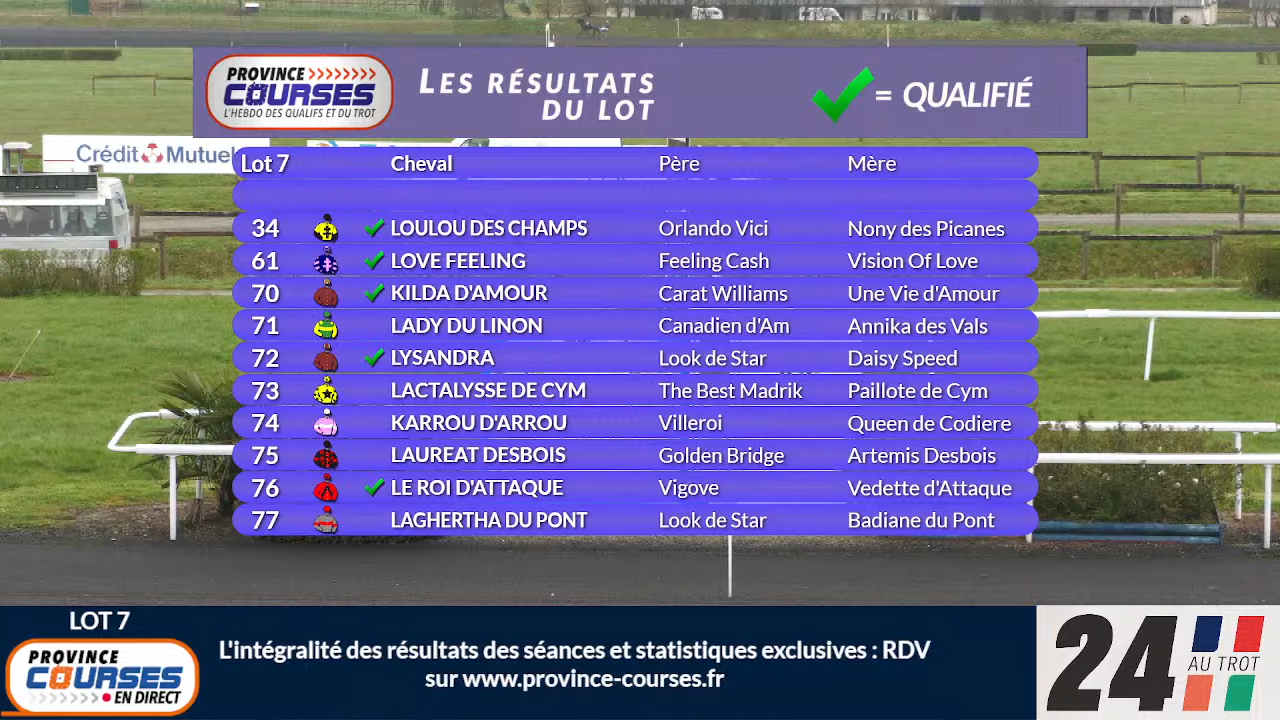 PROVINCE
COURSES
L'HEBDO DES QUALIFS ET DU TROT
LES RÉSULTATS
DU LOT
= QUALIFIÉ
Crédit Mutuel
Lot 7 Cheval Père Mère
34 LOULOU DES CHAMPS Orlando Vici Nony des Picanes
61 LOVE FEELING Feeling Cash Vision Of Love
70 KILDA D'AMOUR Carat Williams Une Vie d'Amour
71 LADY DU LINON Canadien d'Am Annika des Vals
72 LYSANDRA Look de Star Daisy Speed
73 LACTALYSSE DE CYM The Best Madrik Paillote de Cym
74 KARROU D'ARROU Villeroi Queen de Codiere
75 LAUREAT DESBOIS Golden Bridge Artemis Desbois
76 LE ROI D'ATTAQUE Vigove Vedette d'Attaque
77 LAGHERTHA DU PONT Look de Star Badiane du Pont
LOT 7
PROVINCE
COURSES
EN DIRECT
L'intégralité des résultats des séances et statistiques exclusives : RDV
sur www.province-courses.fr
24 AU TROT